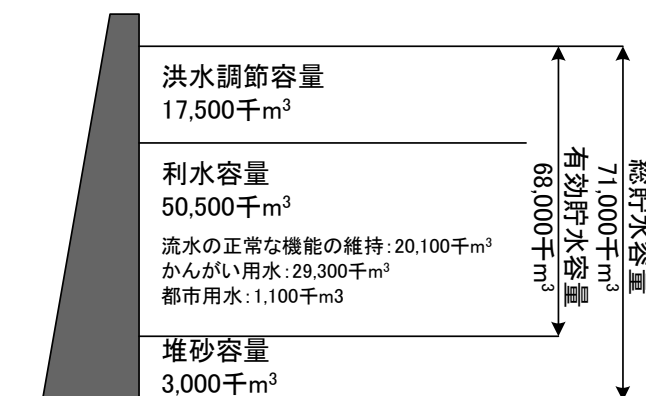 洪水調節容量
17,500千m³
利水容量
50,500千m³
流水の正常な機能の維持:20,100千m³
かんがい用水:29,300千m³
都市用水:1,100千m3
堆砂容量
3,000千m³
有効貯水容量
68,000千m³
総貯水容量
71,000千m³